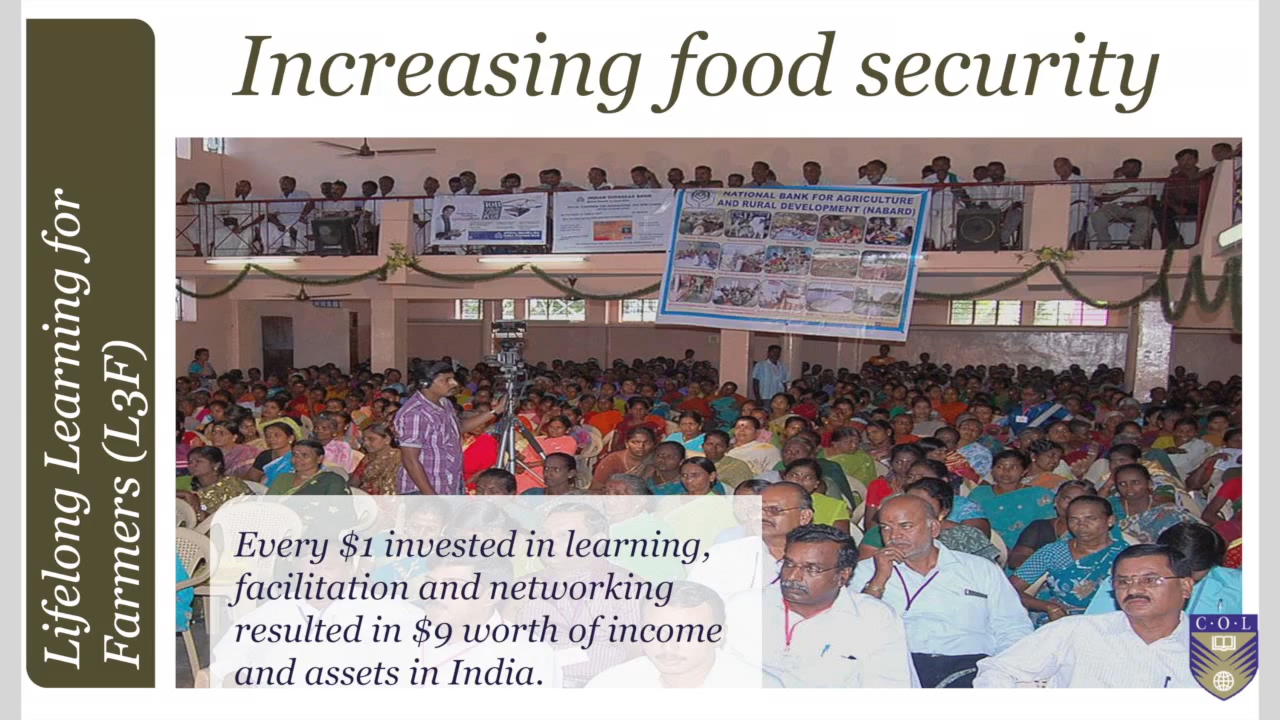 Increasing food security
Lifelong Learning for
Farmers (L3F)
INDIAN OVERSEAS BANK
NATIONAL BANK FOR AGRICULTURE
AND RURAL DEVELOPMENT (NABARD)
Every $1 invested in learning,
facilitation and networking
resulted in $9 worth of income
and assets in India.
C·O·L